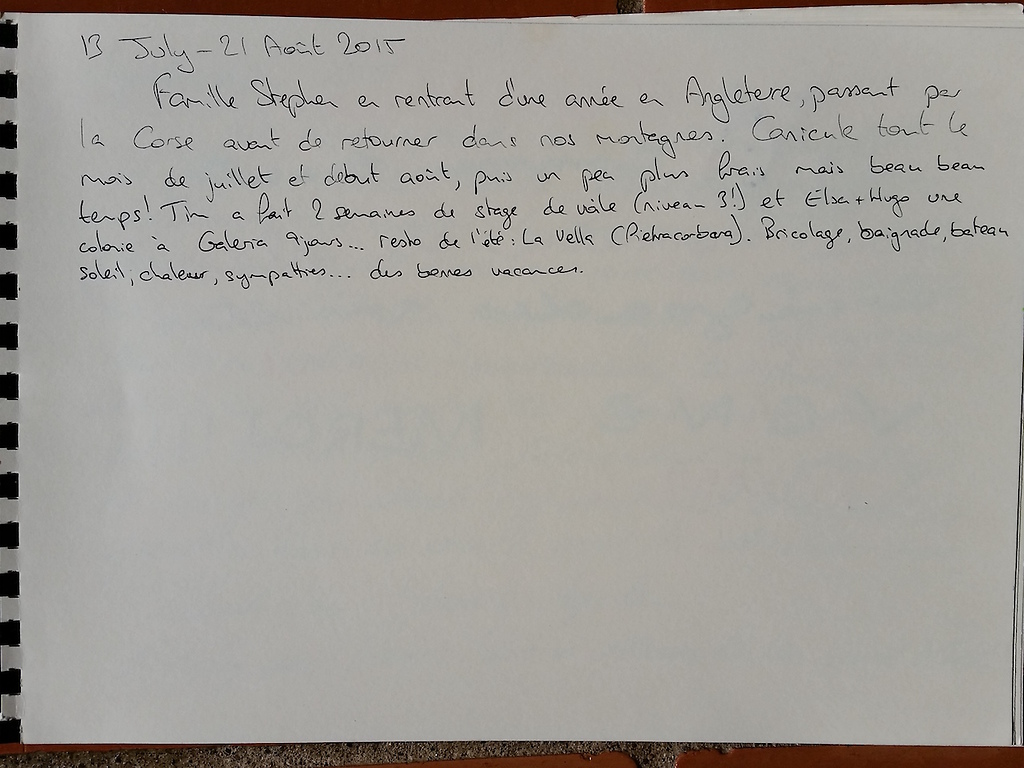 13 July - 21 Août 2015
Famille Stephen en rentrant d'une année en Angleterre, passant par
la Corse avant de retourner dans nos montagnes. Canicule tout le
mois de juillet et début août, puis un peu plus frais mais beau beau
temps! Tim a fait 2 semaines de stage de voile (niveau 3!) et Elsa + Hugo une
colonie à Galeria 9 jours... resto de l'été: La Vella (Pietracorbara). Bricolage, baignade, bateau
soleil, chaleur, sympattres... des bonnes vacances.